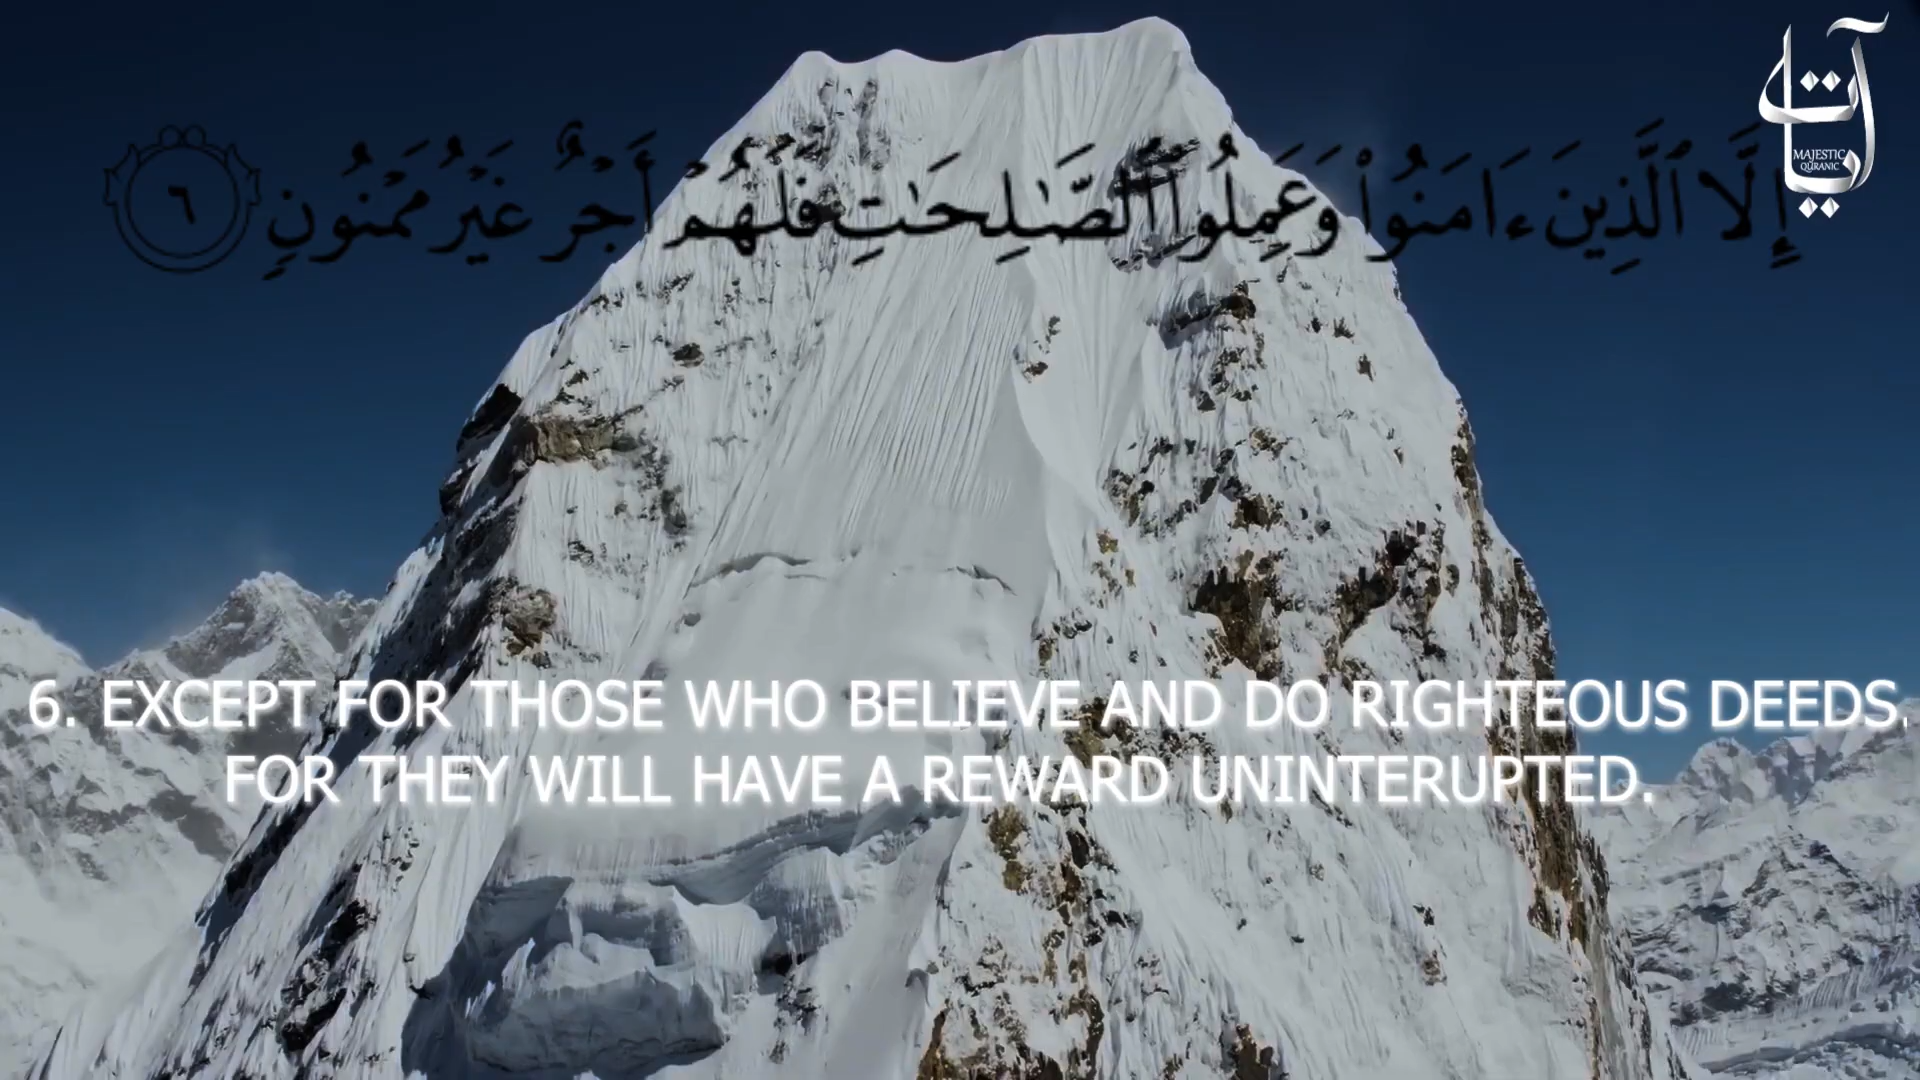 إِلَّا ٱلَّذِينَ ءَامَنُوا۟ وَعَمِلُوا۟ ٱلصَّـٰلِحَـٰتِ فَلَهُمْ أَجْرٌ غَيْرُ مَمْنُونٍ ٦
آيات
MAJESTIC
QURANIC
6. EXCEPT FOR THOSE WHO BELIEVE AND DO RIGHTEOUS DEEDS.
FOR THEY WILL HAVE A REWARD UNINTERUPTED.